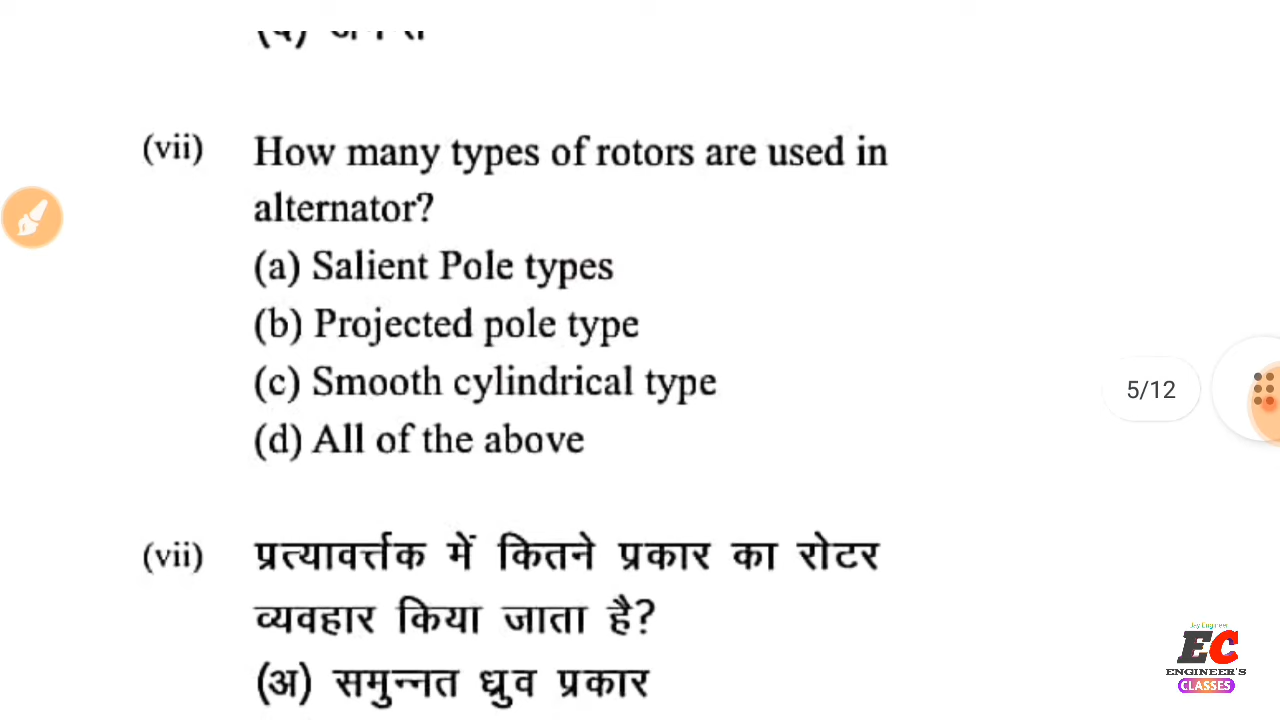 (vii) How many types of rotors are used in
alternator?
(a) Salient Pole types
(b) Projected pole type
(c) Smooth cylindrical type
(d) All of the above
5/12
(vii) प्रत्यावर्त्तक में कितने प्रकार का रोटर
व्यवहार किया जाता है?
(अ) समुन्नत ध्रुव प्रकार
Jay Engineer
EC
ENGINEER'S
CLASSES